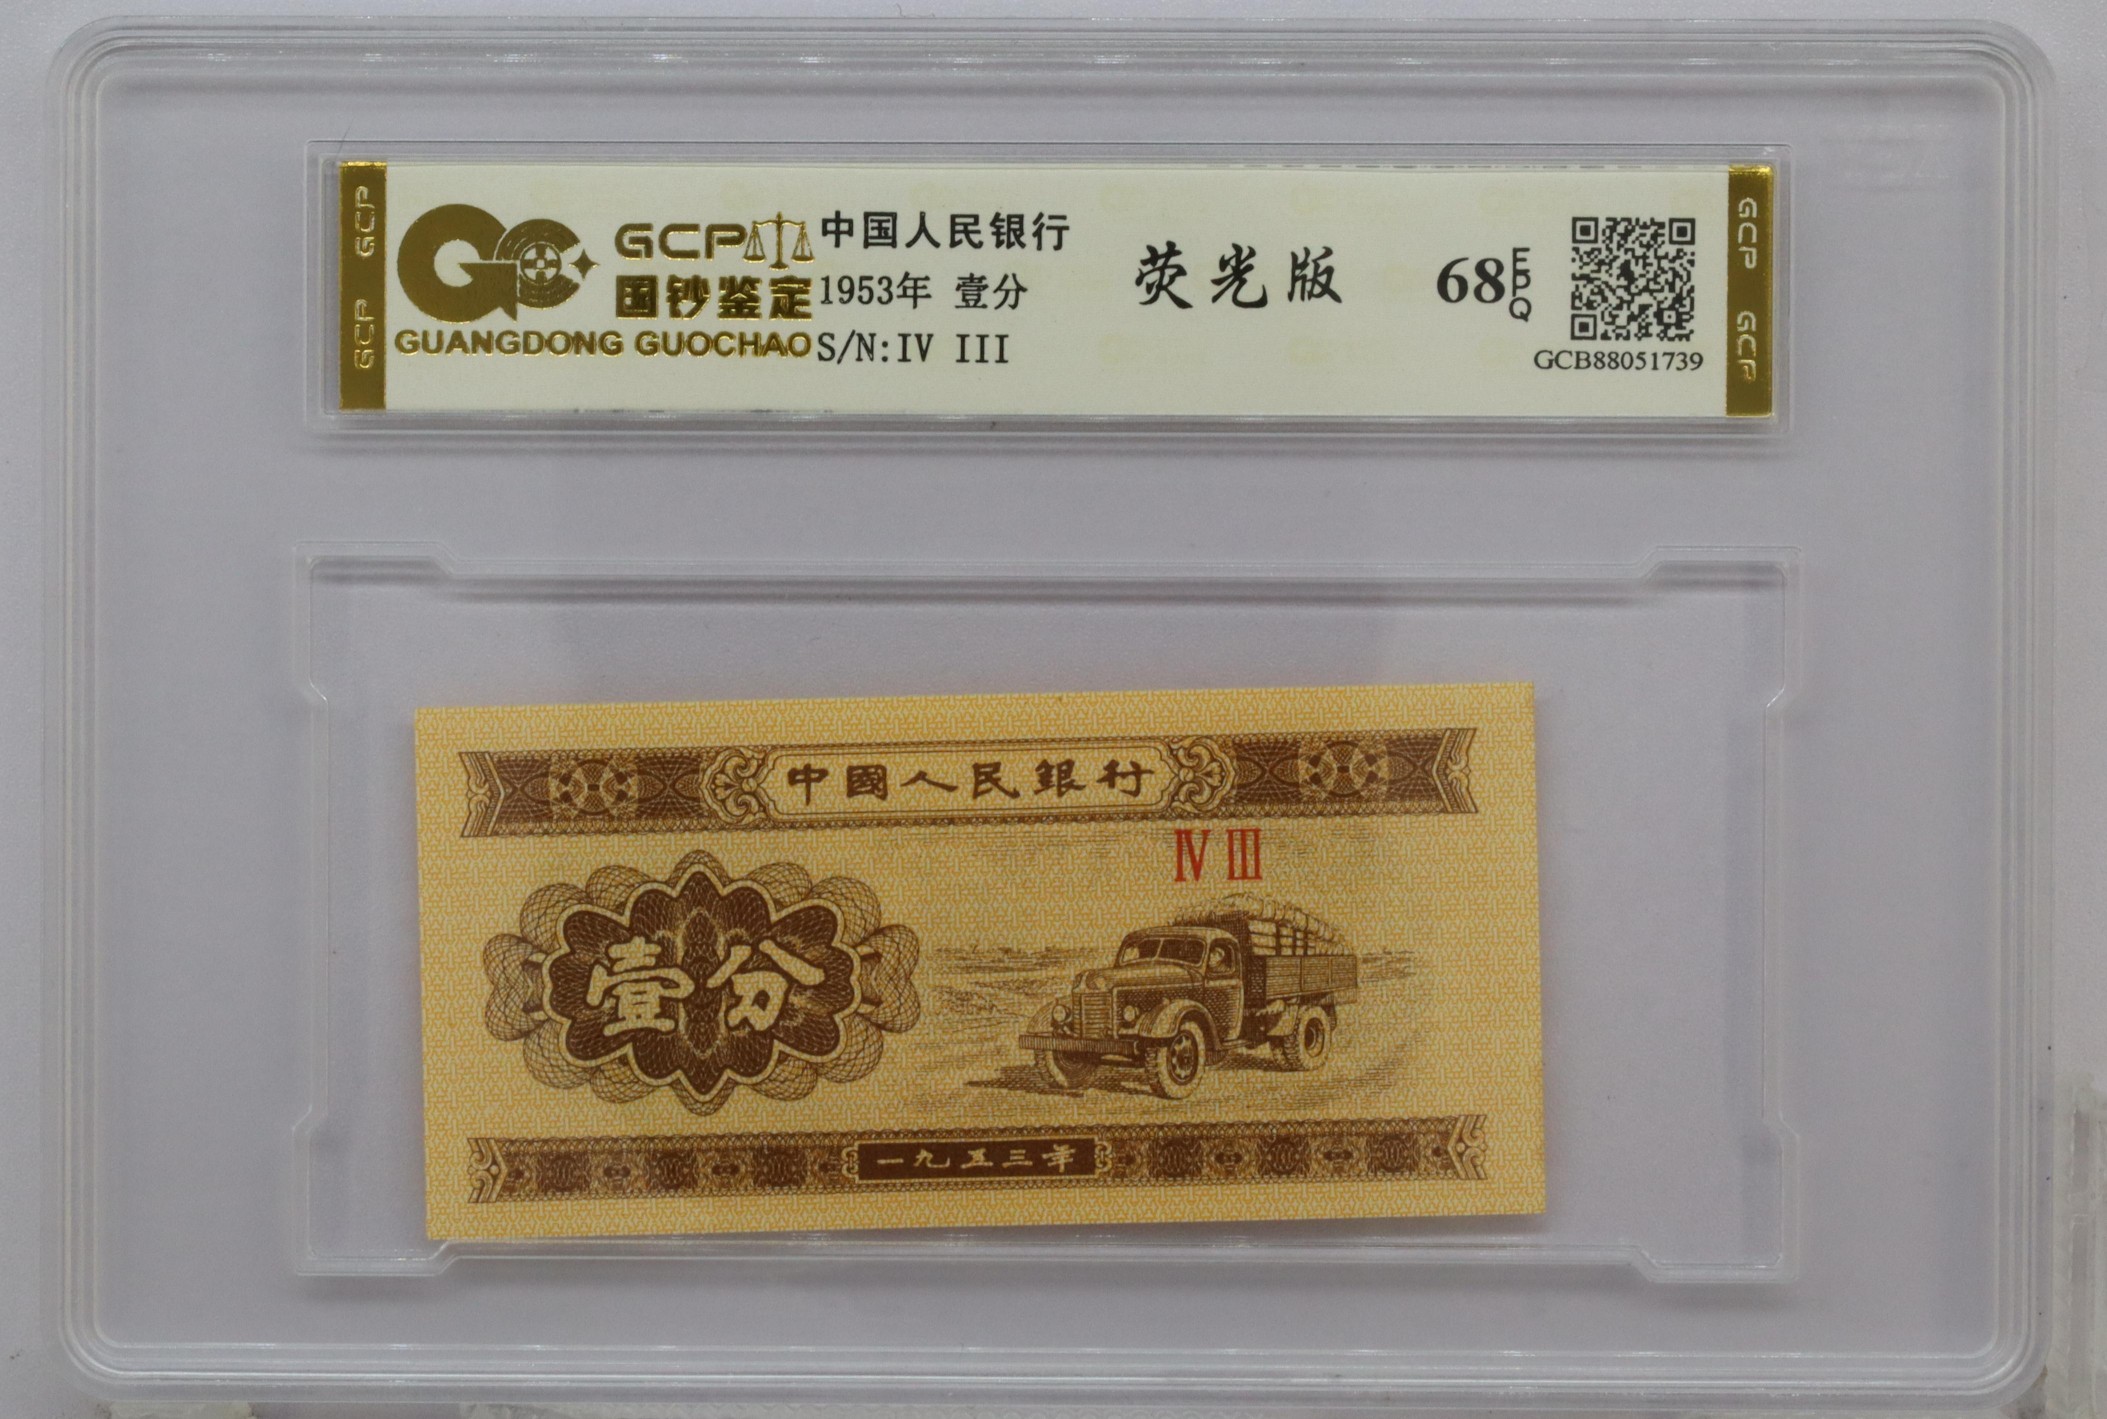 GCP
GCP
GCP
国钞鉴定
GUANGDONG GUOCHAO
中国人民银行
1953年 壹分
S/N:IV III
荧光版
68
EPQ
GCB88051739
GCP
GCP
中國人民銀行
IV III
壹分
一九五三年